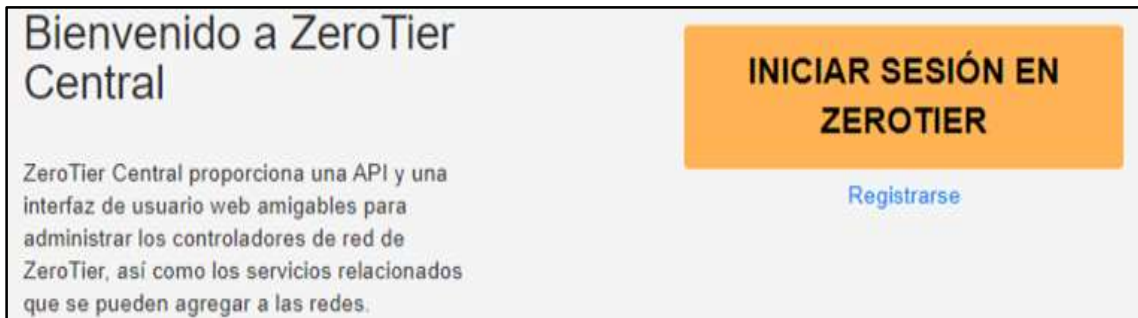 Bienvenido a ZeroTier
Central
ZeroTier Central proporciona una API y una
interfaz de usuario web amigables para
administrar los controladores de red de
ZeroTier, así como los servicios relacionados
que se pueden agregar a las redes.
INICIAR SESIÓN EN
ZEROTIER
Registrarse